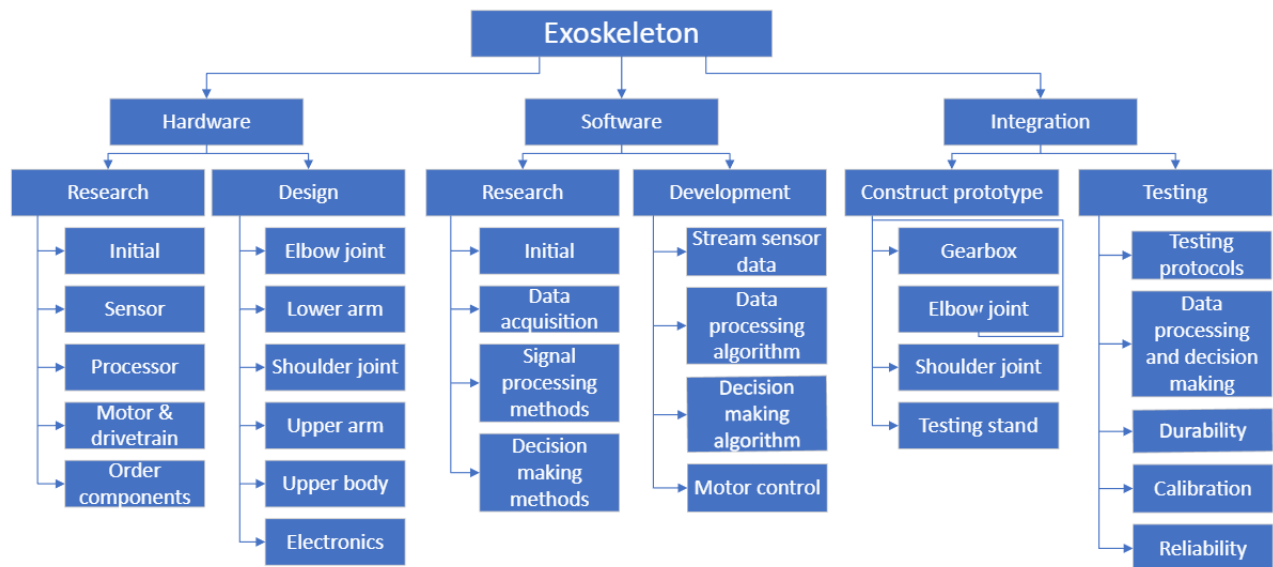 Exoskeleton
Hardware
Software
Integration
Research
Design
Research
Development
Construct prototype
Testing
Initial
Sensor
Processor
Motor &
drivetrain
Order
components
Elbow joint
Lower arm
Shoulder joint
Upper arm
Upper body
Electronics
Initial
Data
acquisition
Signal
processing
methods
Decision
making
methods
Stream sensor
data
Data
processing
algorithm
Decision
making
algorithm
Motor control
Gearbox
Elbow joint
Shoulder joint
Testing stand
Testing
protocols
Data
processing
and decision
making
Durability
Calibration
Reliability